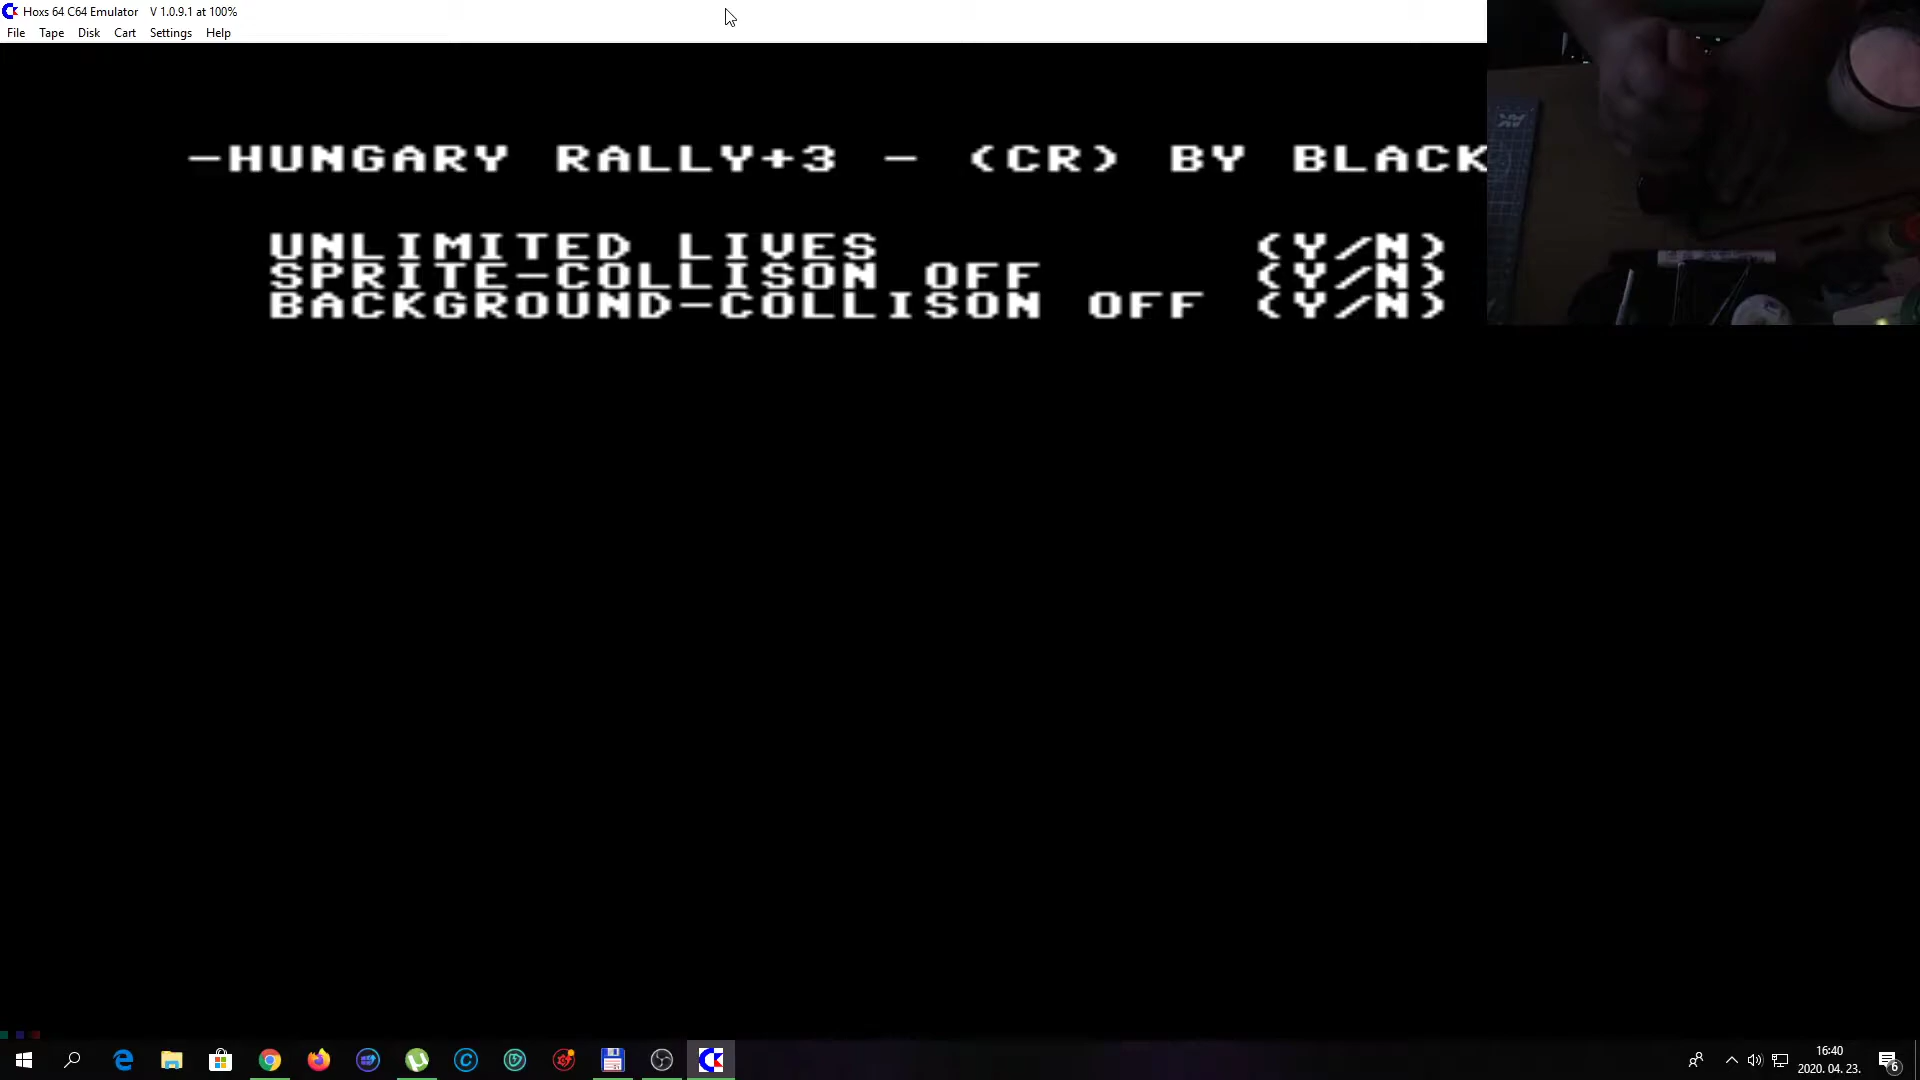 Hoxs 64 C64 Emulator V 1.0.9.1 at 100%
File Tape Disk Cart Settings Help
-HUNGARY RALLY+3 - (CR) BY BLACK
UNLIMITED LIVES (Y/N)
SPRITE-COLLISON OFF (Y/N)
BACKGROUND-COLLISON OFF (Y/N)
16:40
2020. 04. 23.
6